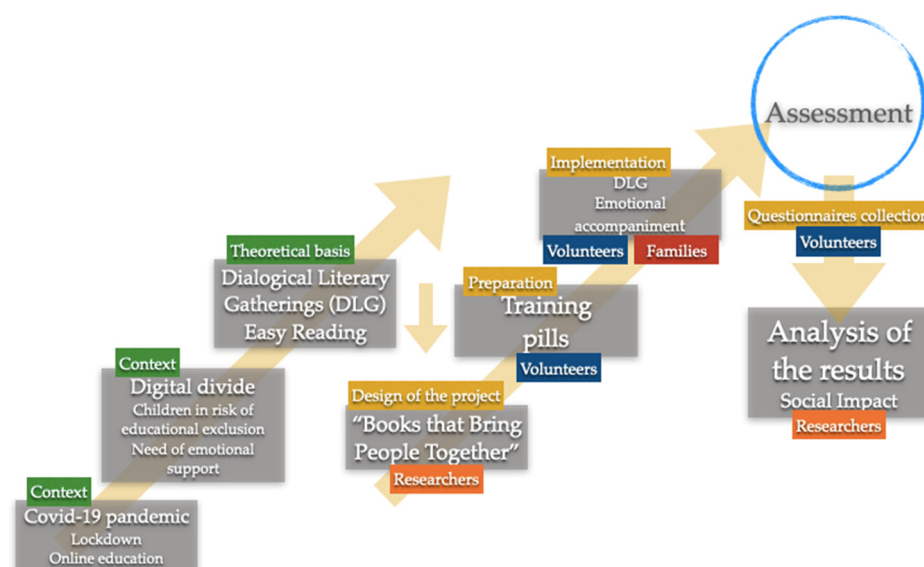 Context
Covid-19 pandemic
Lockdown
Online education
Context
Digital divide
Children in risk of
educational exclusion
Need of emotional
support
Theoretical basis
Dialogical Literary
Gatherings (DLG)
Easy Reading
Design of the project
“Books that Bring
People Together”
Researchers
Preparation
Training
pills
Volunteers
Implementation
DLG
Emotional
accompaniment
Volunteers
Families
Assessment
Questionnaires collection
Volunteers
Analysis of
the results
Social Impact
Researchers